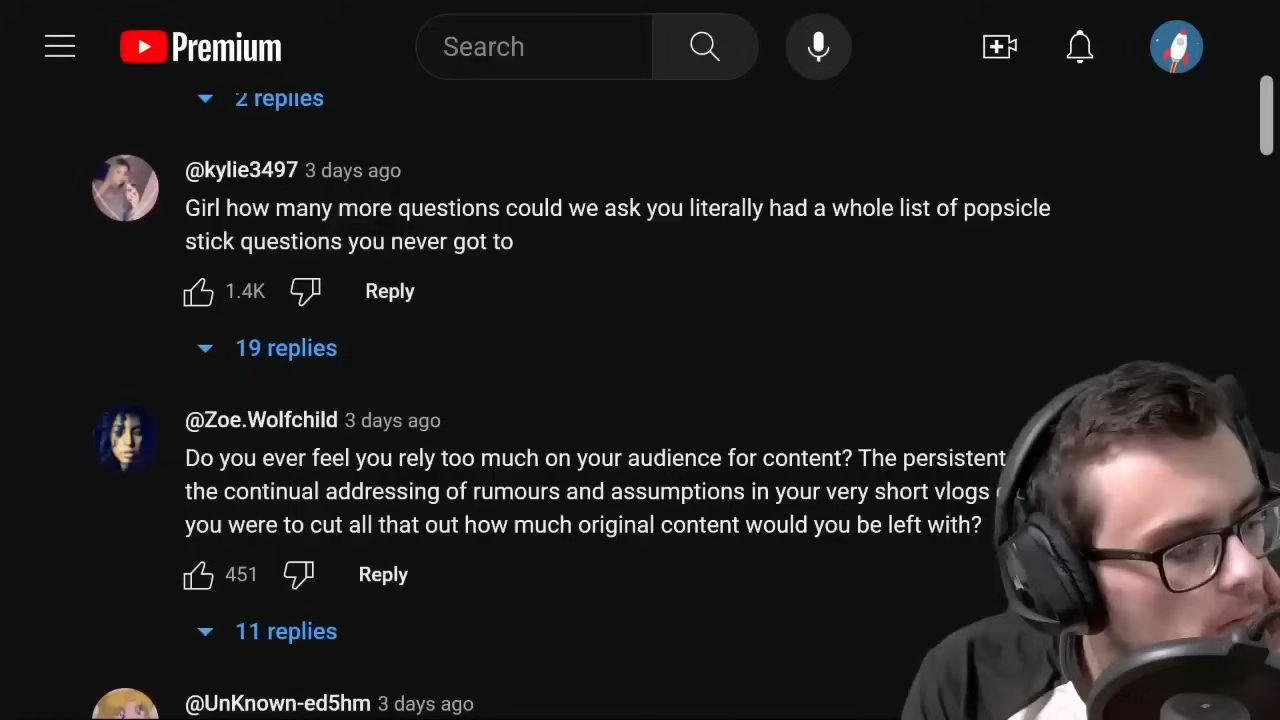 Premium
Search
2 replies
@kylie3497 3 days ago
Girl how many more questions could we ask you literally had a whole list of popsicle
stick questions you never got to
1.4K Reply
19 replies
@Zoe.Wolfchild 3 days ago
Do you ever feel you rely too much on your audience for content? The persistent
the continual addressing of rumours and assumptions in your very short vlogs
you were to cut all that out how much original content would you be left with?
451 Reply
11 replies
@UnKnown-ed5hm 3 days ago